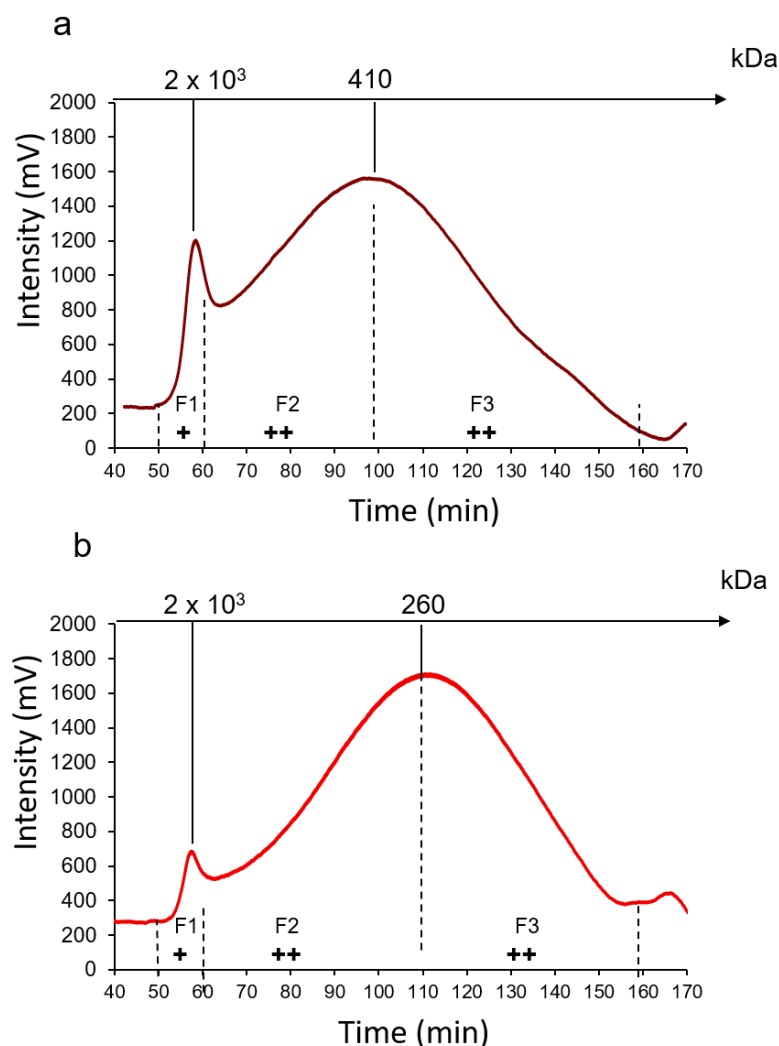 a
kDa
2 x 10³ 410
2000
1800
1600
1400
1200
1000
800
600
400
200
0
Intensity (mV)
F1 F2 F3
+ ++ ++
40 50 60 70 80 90 100 110 120 130 140 150 160 170
Time (min)
b
kDa
2 x 10³ 260
2000
1800
1600
1400
1200
1000
800
600
400
200
0
Intensity (mV)
F1 F2 F3
+ ++ ++
40 50 60 70 80 90 100 110 120 130 140 150 160 170
Time (min)